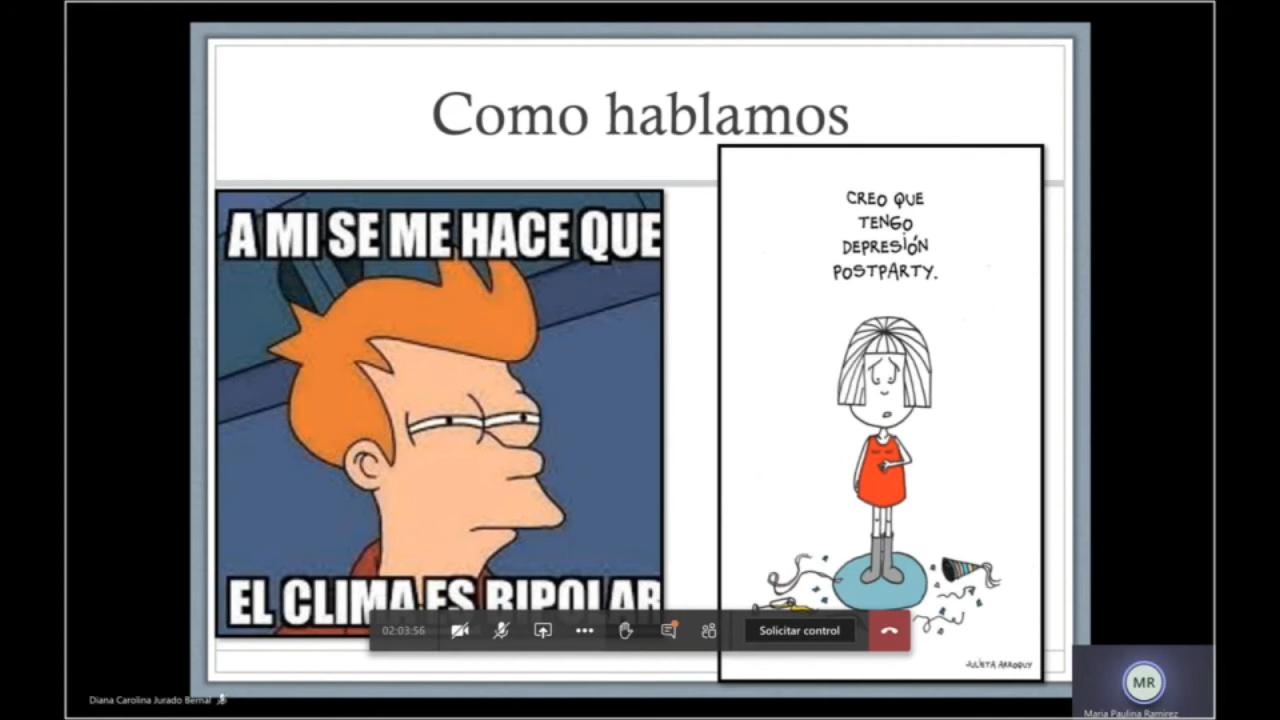 Como hablamos
A MI SE ME HACE QUE
EL CLIMA ES BIPOLAR
CREO QUE
TENGO
DEPRESIÓN
POSTPARTY.
JULIETA ARROQUY
02:03:56
Solicitar control
Diana Carolina Jurado Bernal
MR
Maria Paulina Ramirez